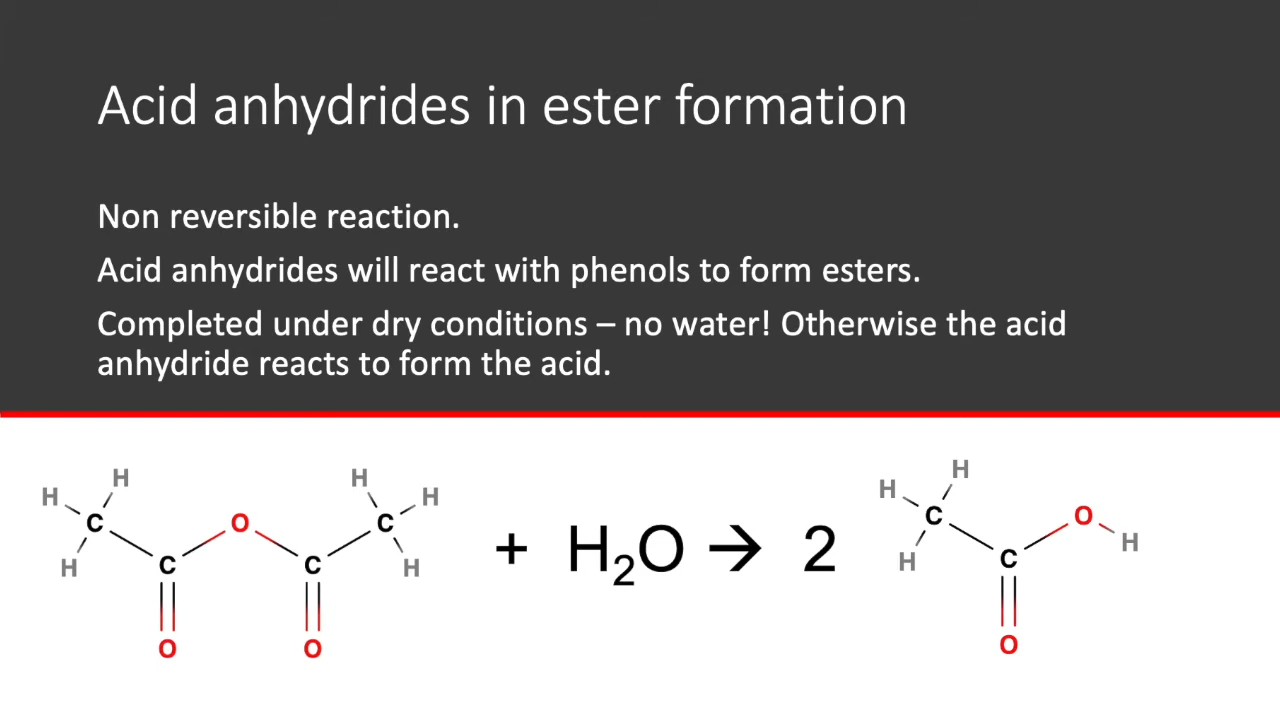 Acid anhydrides in ester formation
Non reversible reaction.
Acid anhydrides will react with phenols to form esters.
Completed under dry conditions – no water! Otherwise the acid
anhydride reacts to form the acid.
H H H H H H
C O C
C C
O O
+ H₂O → 2
H H
C O H
H C
O